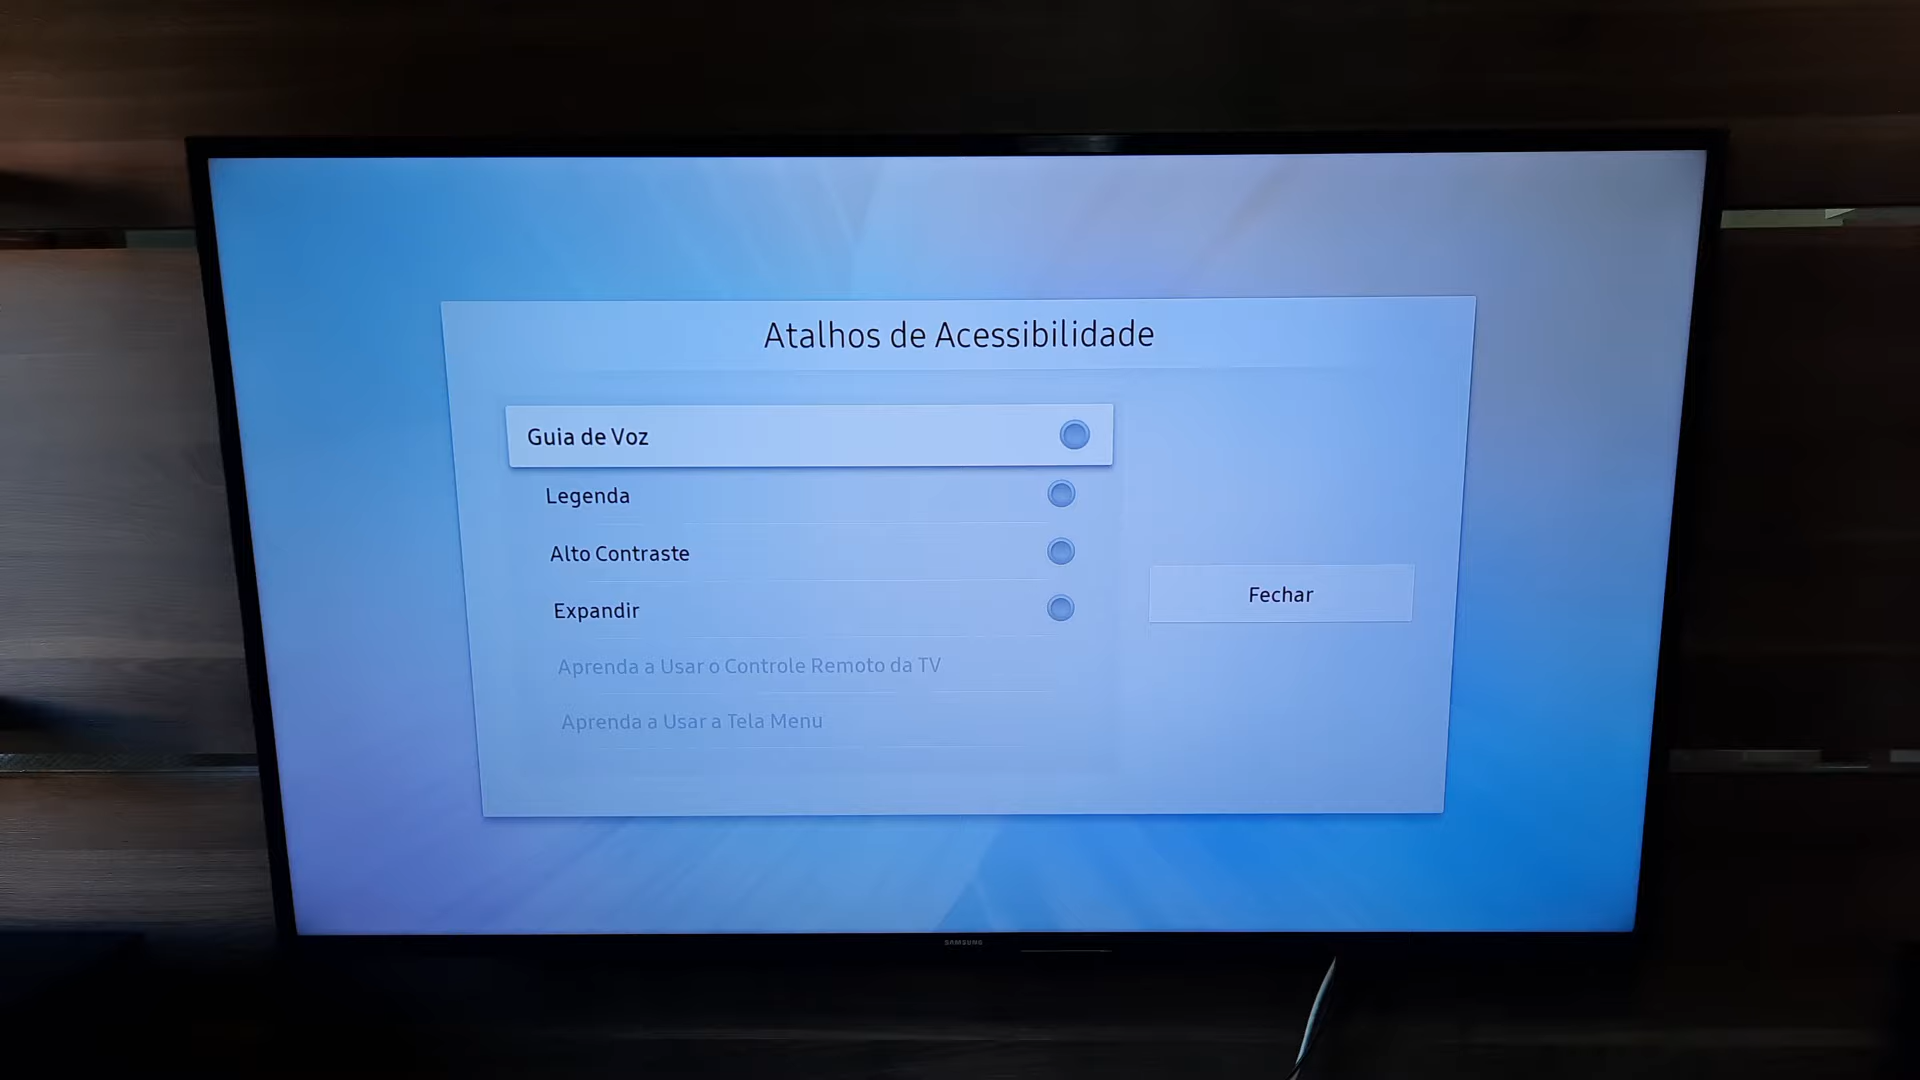 Atalhos de Acessibilidade
Guia de Voz
Legenda
Alto Contraste
Expandir
Fechar
Aprenda a Usar o Controle Remoto da TV
Aprenda a Usar a Tela Menu
SAMSUNG